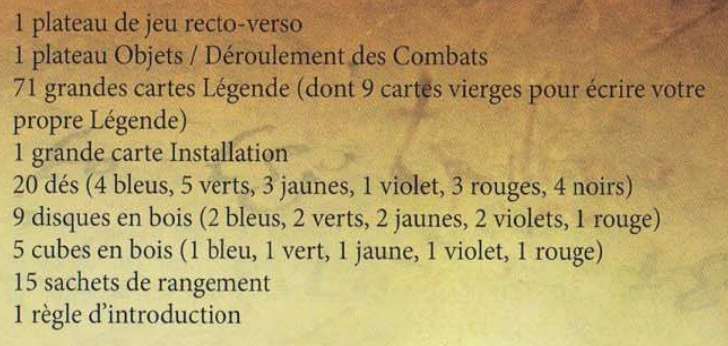 1 plateau de jeu recto-verso
1 plateau Objets / Déroulement des Combats
71 grandes cartes Légende (dont 9 cartes vierges pour écrire votre
propre Légende)
1 grande carte Installation
20 dés (4 bleus, 5 verts, 3 jaunes, 1 violet, 3 rouges, 4 noirs)
9 disques en bois (2 bleus, 2 verts, 2 jaunes, 2 violets, 1 rouge)
5 cubes en bois (1 bleu, 1 vert, 1 jaune, 1 violet, 1 rouge)
15 sachets de rangement
1 règle d'introduction